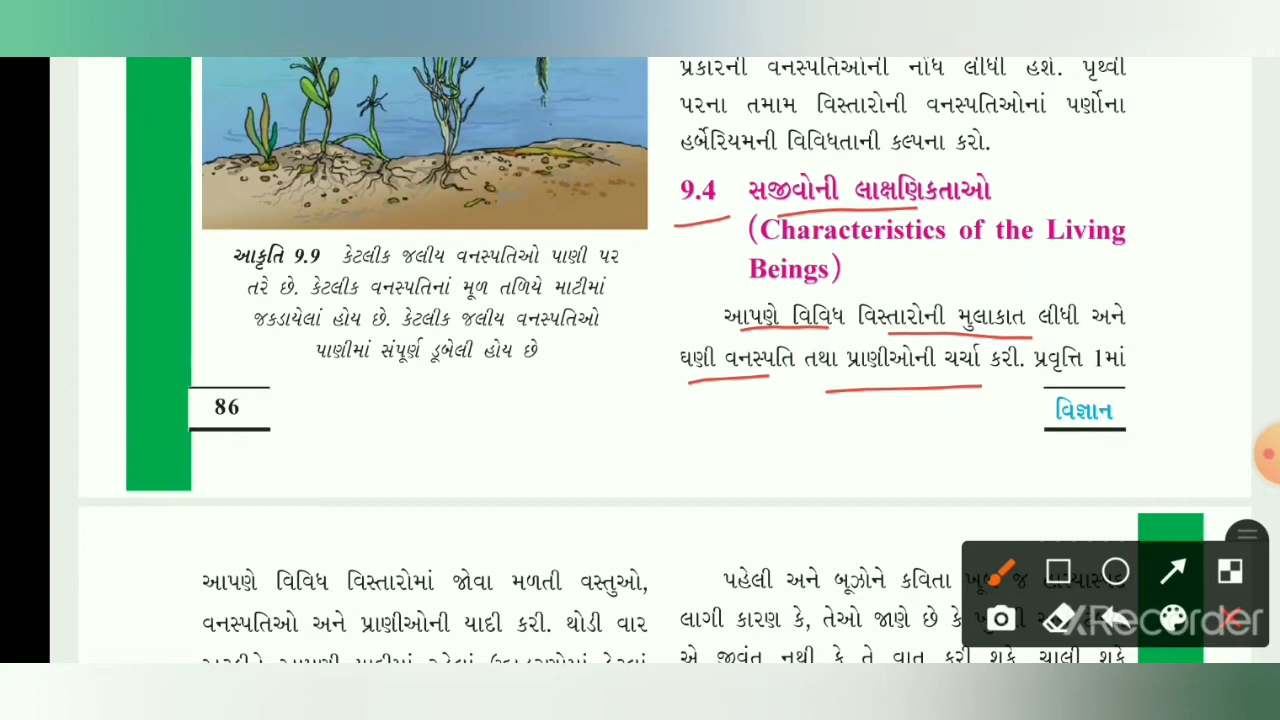 પ્રકારની વનસ્પતિઓની નોંધ લીધી હશે. પૃથ્વી
પરના તમામ વિસ્તારોની વનસ્પતિઓનાં પર્ણોના
હર્બેરિયમની વિવિધતાની કલ્પના કરો.
9.4 સજીવોની લાક્ષણિકતાઓ
(Characteristics of the Living
Beings)
આકૃતિ 9.9 કેટલીક જલીય વનસ્પતિઓ પાણી પર
તરે છે. કેટલીક વનસ્પતિનાં મૂળ તળિયે માટીમાં
જકડાયેલાં હોય છે. કેટલીક જલીય વનસ્પતિઓ
પાણીમાં સંપૂર્ણ ડૂબેલી હોય છે
આપણે વિવિધ વિસ્તારોની મુલાકાત લીધી અને
ઘણી વનસ્પતિ તથા પ્રાણીઓની ચર્ચા કરી. પ્રવૃત્તિ 1માં
86
વિજ્ઞાન
આપણે વિવિધ વિસ્તારોમાં જોવા મળતી વસ્તુઓ,
વનસ્પતિઓ અને પ્રાણીઓની યાદી કરી. થોડી વાર
પહેલી અને બૂઝોને કવિતા ખૂબ જ
લાગી કારણ કે, તેઓ જાણે છે કે
એ જીવંત નથી કે તે વાત કરી શકે ચાલી શકે
XRecorder